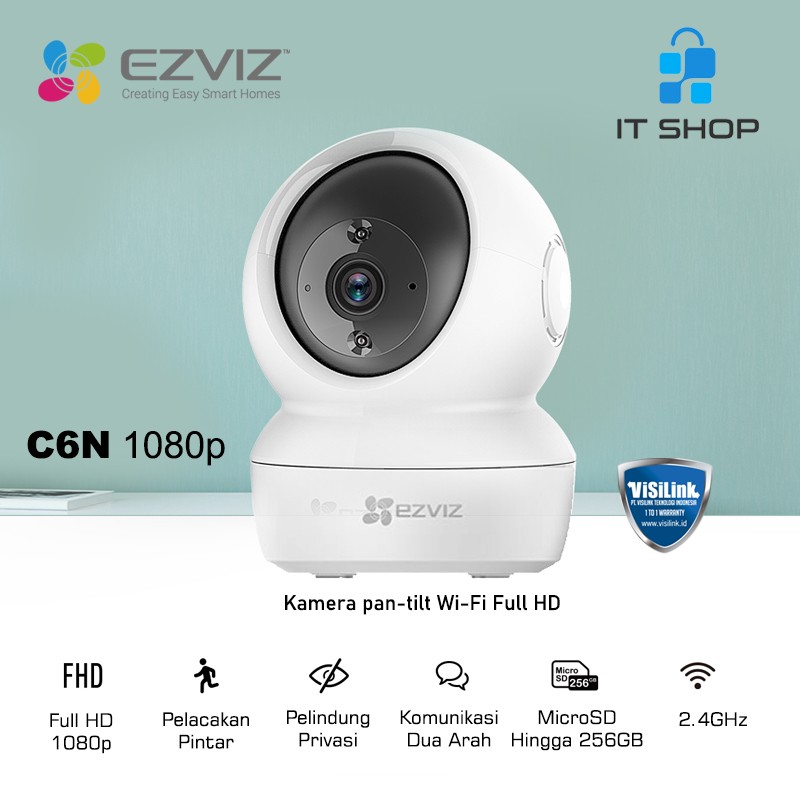 EZVIZ™
Creating Easy Smart Homes
IT SHOP
C6N 1080p
ezviz
ViSiLink
PT. VISILINK TEKNOLOGI INDONESIA
1 TO 1 WARRANTY
www.visilink.id
Kamera pan-tilt Wi-Fi Full HD
FHD
Full HD
1080p
Pelacakan
Pintar
Pelindung
Privasi
Komunikasi
Dua Arah
Micro
SD 256GB
MicroSD
Hingga 256GB
2.4GHz